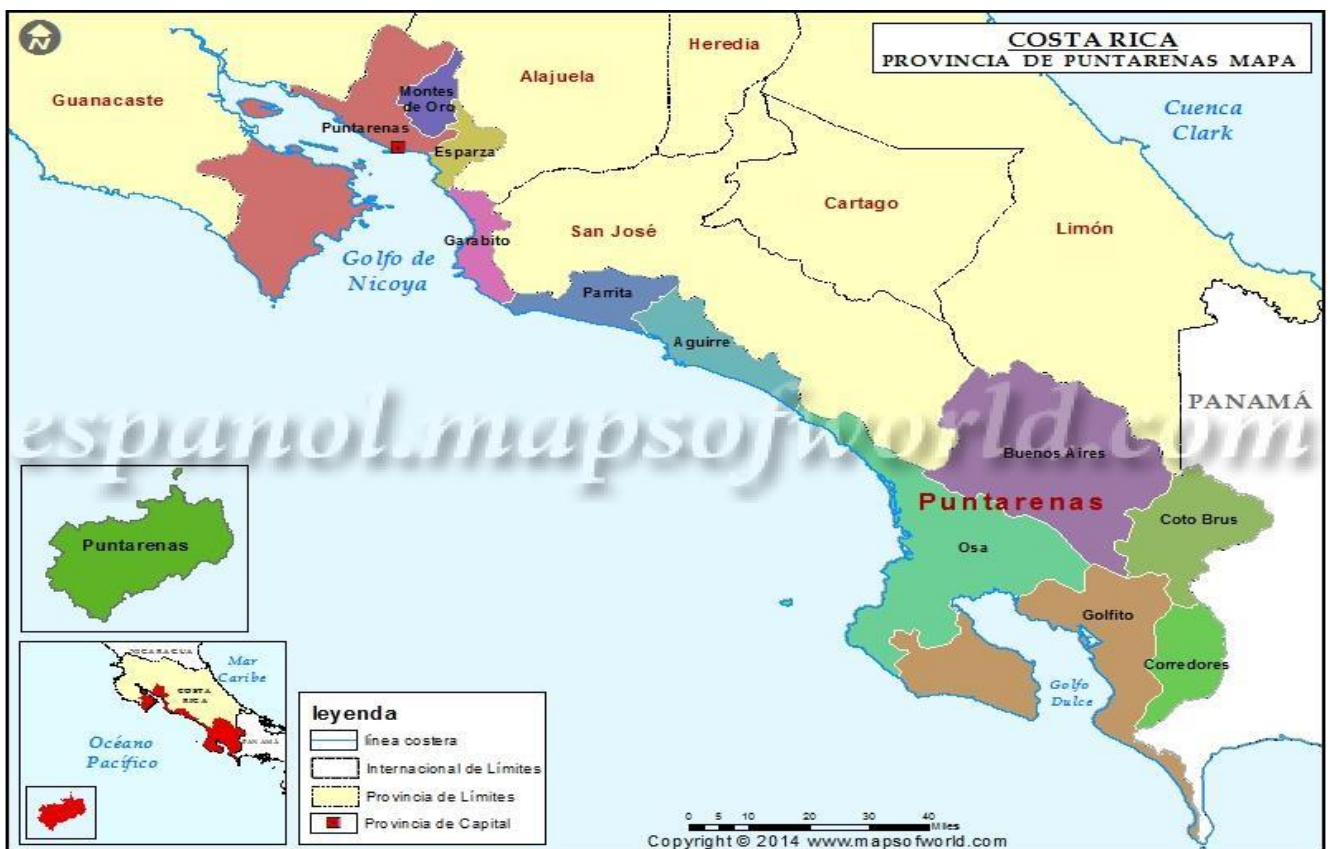 N
COSTA RICA
PROVINCIA DE PUNTARENAS MAPA
Heredia
Alajuela
Guanacaste
Montes
de Oro
Puntarenas
Esparza
Cuenca
Clark
Cartago
San José
Limón
Garabito
Golfo de
Nicoya
Parrita
Aguirre
PANAMÁ
espanol.mapsofworld.com
Buenos Aires
Puntarenas
Coto Brus
Osa
Golfito
Corredores
Golfo
Dulce
Puntarenas
NICARAGUA
Mar
Caribe
COSTA
RICA
PANAMÁ
Océano
Pacífico
leyenda
línea costera
Internacional de Límites
Provincia de Límites
Provincia de Capital
0 5 10 20 30 40
Miles
Copyright © 2014 www.mapsofworld.com